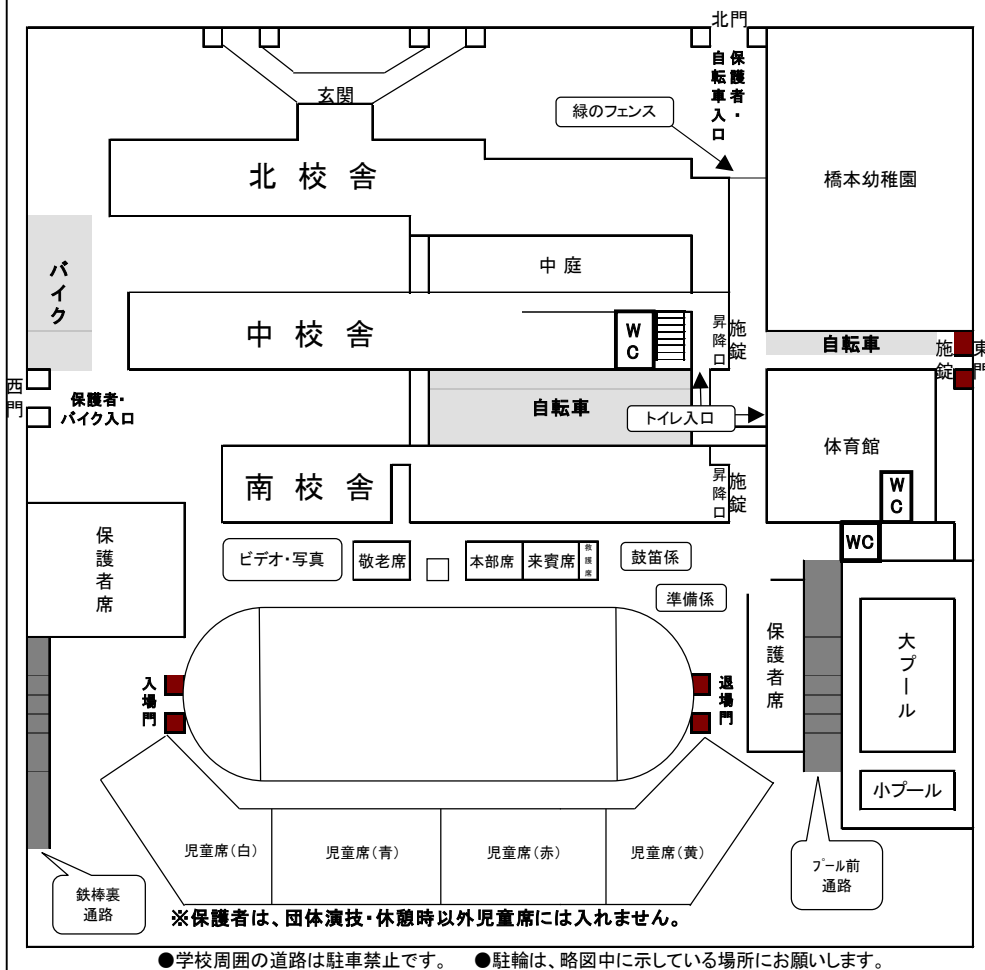 北門
保護者・
自転車入口
玄関
緑のフェンス
北校舎
橋本幼稚園
バイク
中庭
中校舎
WC
昇降口
施錠
自転車
施錠
東門
西門
保護者・
バイク入口
自転車
トイレ入口
体育館
南校舎
昇降口
施錠
WC
WC
保護者席
ビデオ・写真
敬老席
本部席
来賓席
救護席
鼓笛係
準備係
保護者席
大プール
入場門
退場門
小プール
児童席(白)
児童席(青)
児童席(赤)
児童席(黄)
プール前
通路
鉄棒裏
通路
※保護者は、団体演技・休憩時以外児童席には入れません。
●学校周囲の道路は駐車禁止です。 ●駐輪は、略図中に示している場所にお願いします。